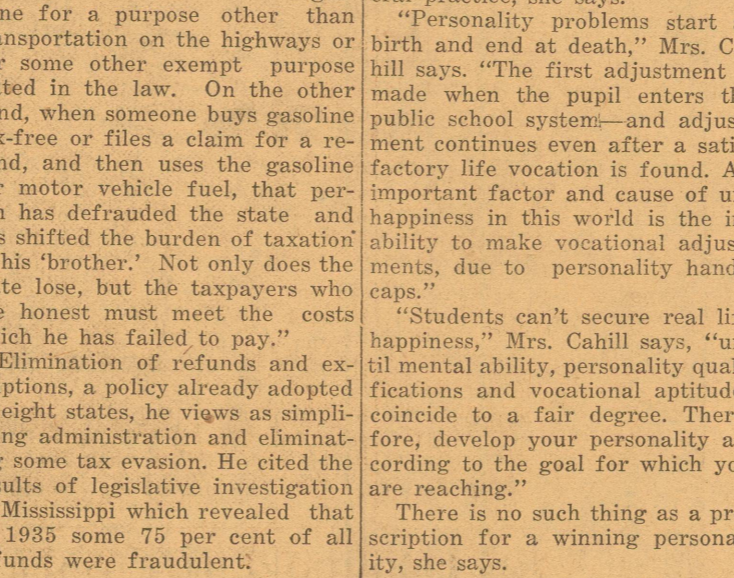 ne for a purpose other than
ansportation on the highways or
r some other exempt purpose
ted in the law. On the other
nd, when someone buys gasoline
x-free or files a claim for a re-
nd, and then uses the gasoline
r motor vehicle fuel, that per-
n has defrauded the state and
s shifted the burden of taxation
his ‘brother.’ Not only does the
te lose, but the taxpayers who
e honest must meet the costs
ich he has failed to pay.”
Elimination of refunds and ex-
ptions, a policy already adopted
eight states, he views as simpli-
ng administration and eliminat-
g some tax evasion. He cited the
sults of legislative investigation
Mississippi which revealed that
1935 some 75 per cent of all
funds were fraudulent.
“Personality problems start
birth and end at death,” Mrs. C
hill says. “The first adjustment
made when the pupil enters th
public school system—and adjus
ment continues even after a sati
factory life vocation is found. A
important factor and cause of u
happiness in this world is the i
ability to make vocational adjus
ments, due to personality hand
caps.”
“Students can’t secure real li
happiness,” Mrs. Cahill says, “u
til mental ability, personality qual
fications and vocational aptitud
coincide to a fair degree. Ther
fore, develop your personality a
cording to the goal for which yo
are reaching.”
There is no such thing as a pr
scription for a winning persona
ity, she says.